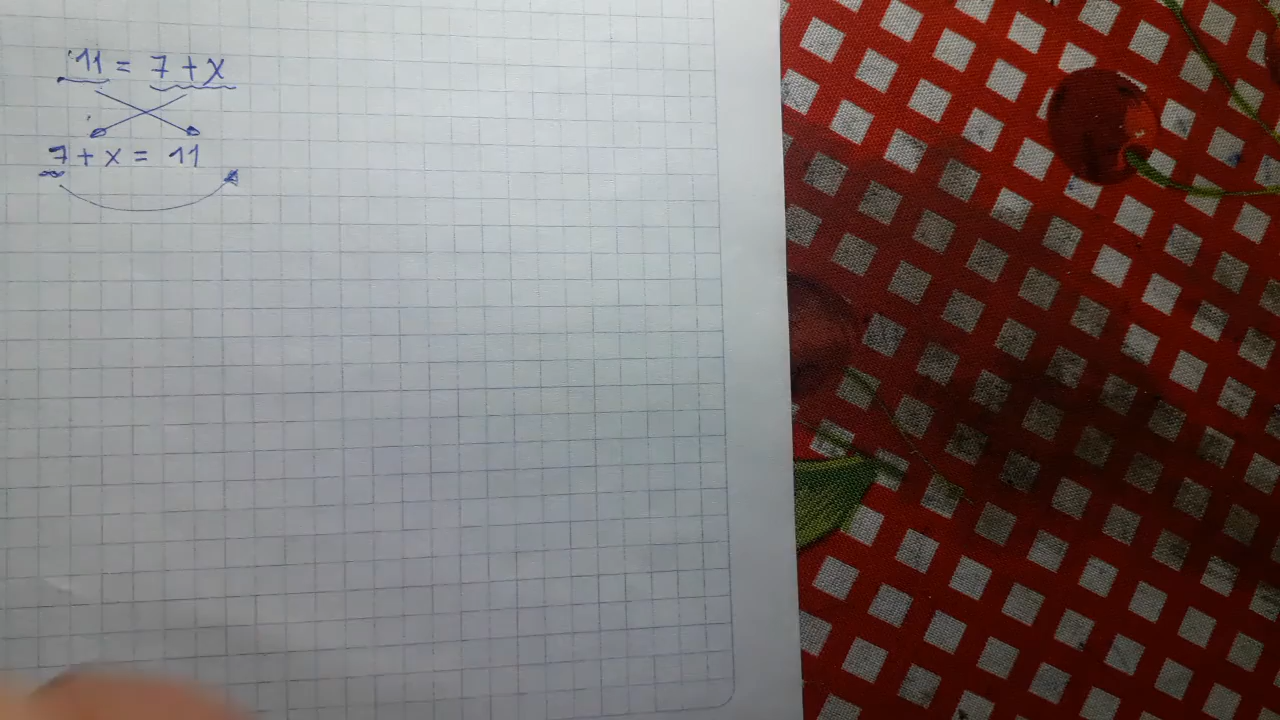 11 = 7 + x
7 + x = 11